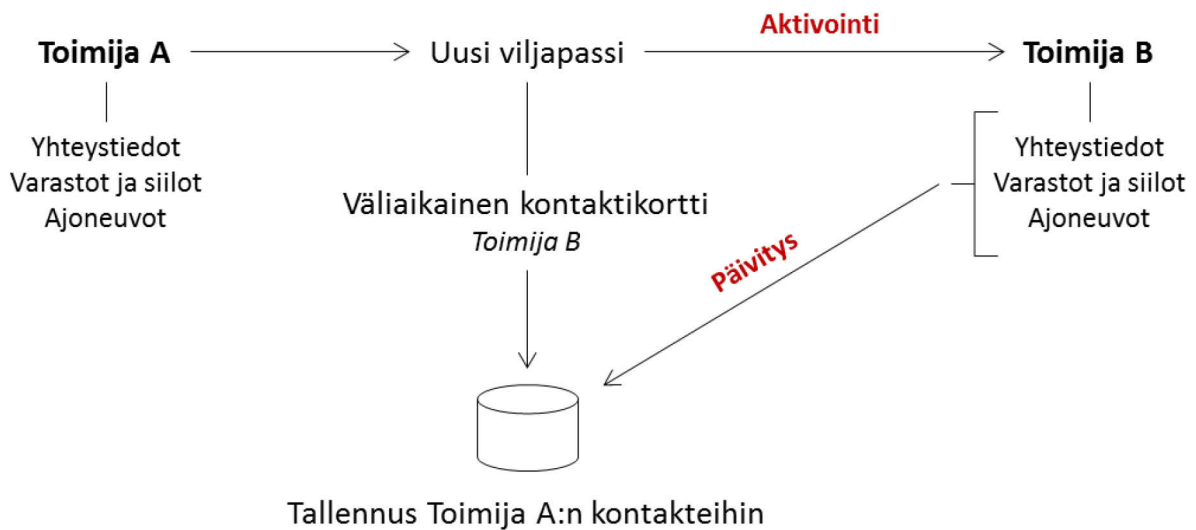 Aktivointi
Toimija A
Uusi viljapassi
Toimija B
Yhteystiedot
Varastot ja siilot
Ajoneuvot
Väliaikainen kontaktikortti
Toimija B
Yhteystiedot
Varastot ja siilot
Ajoneuvot
Päivitys
Tallennus Toimija A:n kontakteihin